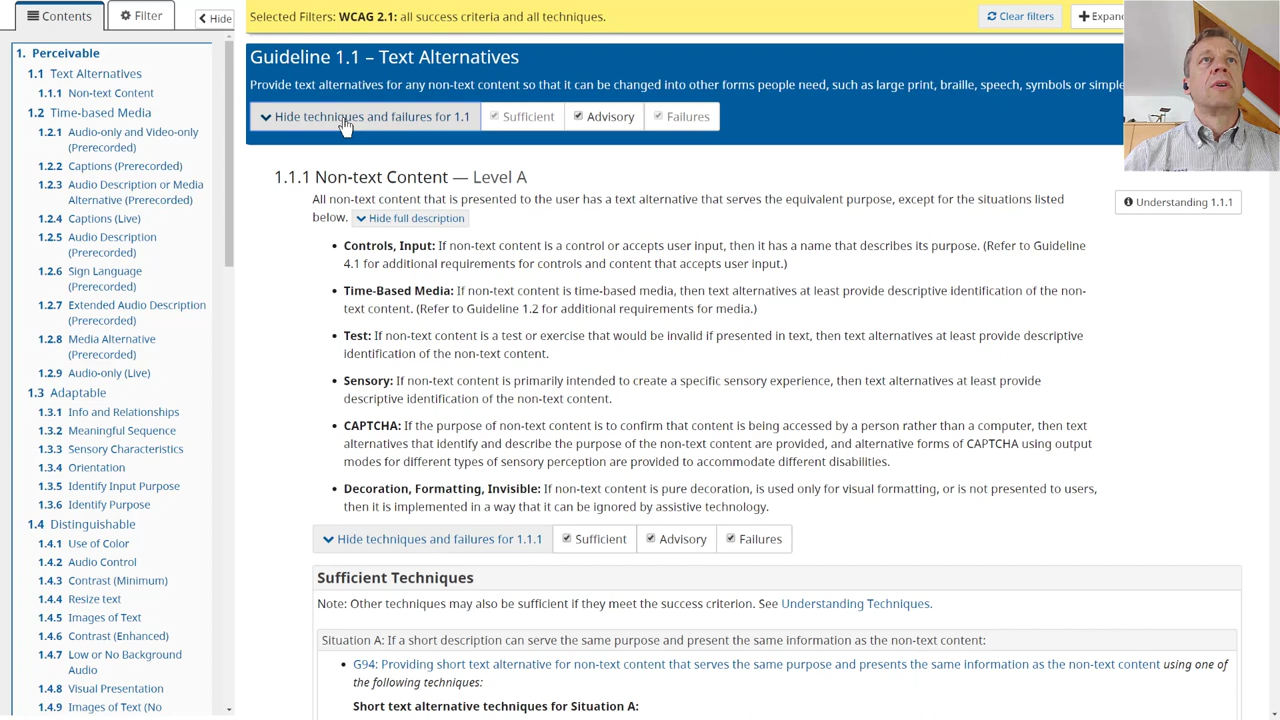 Contents
Filter
Hide
1. Perceivable
1.1 Text Alternatives
1.1.1 Non-text Content
1.2 Time-based Media
1.2.1 Audio-only and Video-only
(Prerecorded)
1.2.2 Captions (Prerecorded)
1.2.3 Audio Description or Media
Alternative (Prerecorded)
1.2.4 Captions (Live)
1.2.5 Audio Description
(Prerecorded)
1.2.6 Sign Language
(Prerecorded)
1.2.7 Extended Audio Description
(Prerecorded)
1.2.8 Media Alternative
(Prerecorded)
1.2.9 Audio-only (Live)
1.3 Adaptable
1.3.1 Info and Relationships
1.3.2 Meaningful Sequence
1.3.3 Sensory Characteristics
1.3.4 Orientation
1.3.5 Identify Input Purpose
1.3.6 Identify Purpose
1.4 Distinguishable
1.4.1 Use of Color
1.4.2 Audio Control
1.4.3 Contrast (Minimum)
1.4.4 Resize text
1.4.5 Images of Text
1.4.6 Contrast (Enhanced)
1.4.7 Low or No Background
Audio
1.4.8 Visual Presentation
1.4.9 Images of Text (No
Selected Filters: WCAG 2.1: all success criteria and all techniques.
Clear filters
Expan
Guideline 1.1 – Text Alternatives
Provide text alternatives for any non-text content so that it can be changed into other forms people need, such as large print, braille, speech, symbols or simple
Hide techniques and failures for 1.1 Sufficient Advisory Failures
1.1.1 Non-text Content — Level A
All non-text content that is presented to the user has a text alternative that serves the equivalent purpose, except for the situations listed
below. Hide full description
Understanding 1.1.1
• Controls, Input: If non-text content is a control or accepts user input, then it has a name that describes its purpose. (Refer to Guideline
4.1 for additional requirements for controls and content that accepts user input.)
• Time-Based Media: If non-text content is time-based media, then text alternatives at least provide descriptive identification of the non-
text content. (Refer to Guideline 1.2 for additional requirements for media.)
• Test: If non-text content is a test or exercise that would be invalid if presented in text, then text alternatives at least provide descriptive
identification of the non-text content.
• Sensory: If non-text content is primarily intended to create a specific sensory experience, then text alternatives at least provide
descriptive identification of the non-text content.
• CAPTCHA: If the purpose of non-text content is to confirm that content is being accessed by a person rather than a computer, then text
alternatives that identify and describe the purpose of the non-text content are provided, and alternative forms of CAPTCHA using output
modes for different types of sensory perception are provided to accommodate different disabilities.
• Decoration, Formatting, Invisible: If non-text content is pure decoration, is used only for visual formatting, or is not presented to users,
then it is implemented in a way that it can be ignored by assistive technology.
Hide techniques and failures for 1.1.1 Sufficient Advisory Failures
Sufficient Techniques
Note: Other techniques may also be sufficient if they meet the success criterion. See Understanding Techniques.
Situation A: If a short description can serve the same purpose and present the same information as the non-text content:
• G94: Providing short text alternative for non-text content that serves the same purpose and presents the same information as the non-text content using one of
the following techniques:
Short text alternative techniques for Situation A: